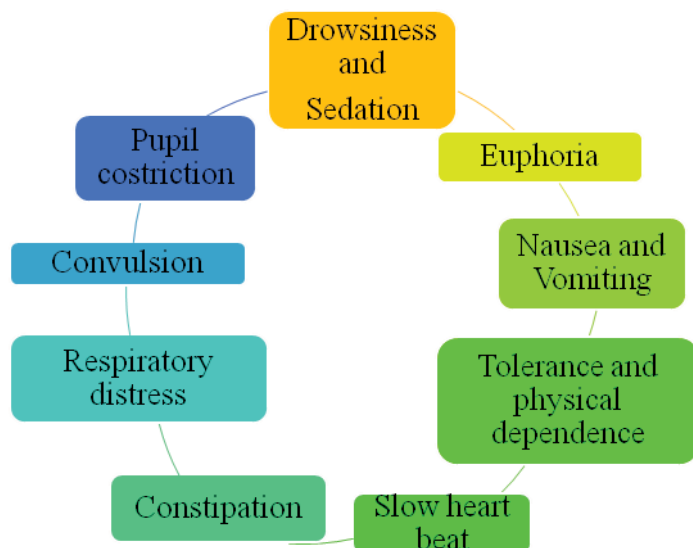 Drowsiness
and
Sedation
Euphoria
Nausea and
Vomiting
Tolerance and
physical
dependence
Slow heart
beat
Constipation
Respiratory
distress
Convulsion
Pupil
costriction